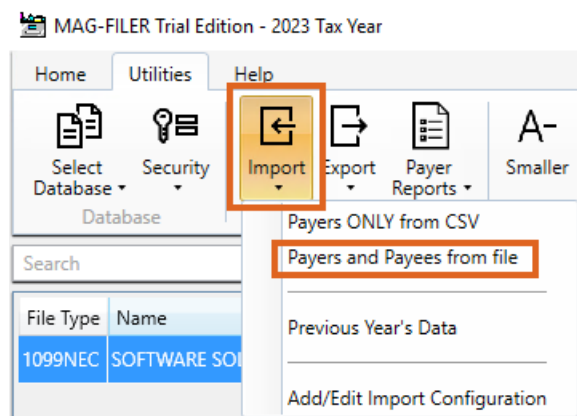 MAG-FILER Trial Edition - 2023 Tax Year
Home Utilities Help
Select Database Security Import Export Payer Reports A- Smaller
Database
Payers ONLY from CSV
Search
Payers and Payees from file
File Type Name
Previous Year's Data
1099NEC SOFTWARE
Add/Edit Import Configuration